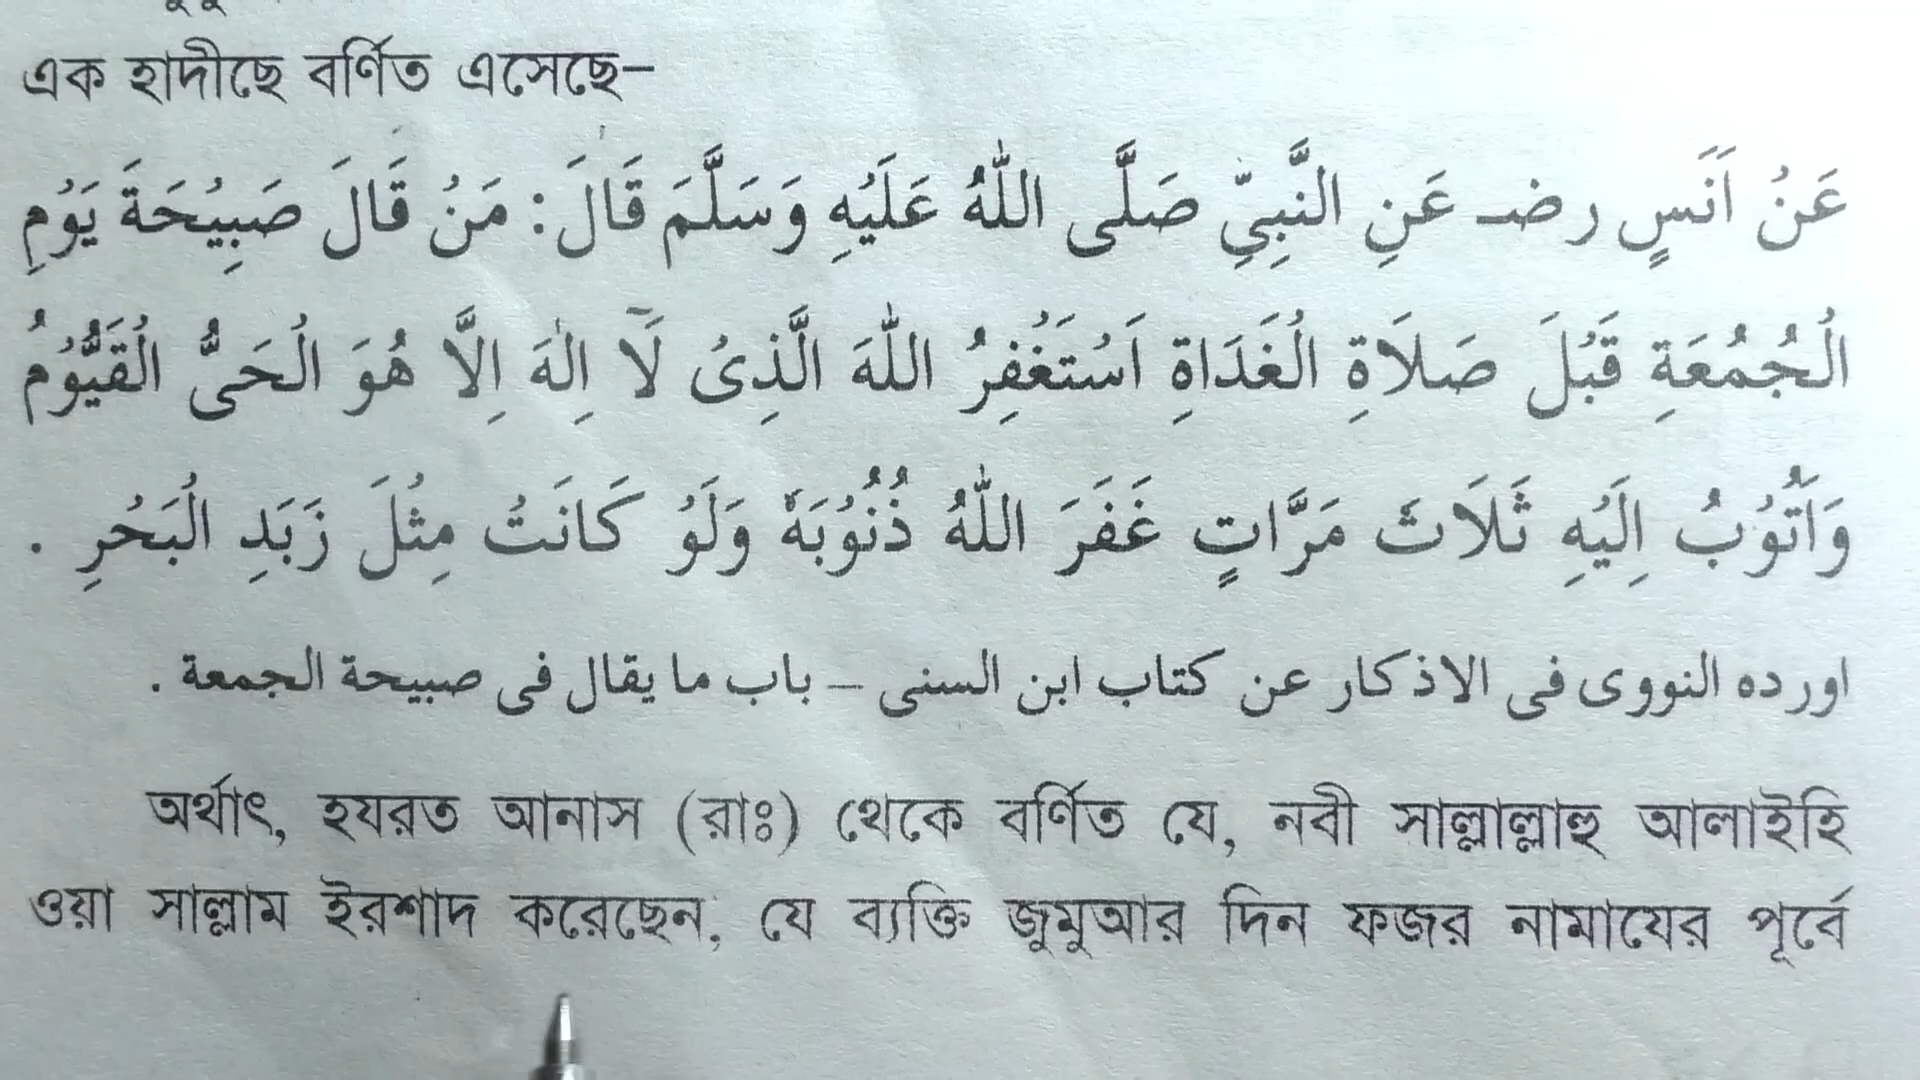 এক হাদীছে বর্ণিত এসেছে–
عَنْ اَنَسٍ رضـ عَنِ النَّبِيِّ صَلَّى اللّٰهُ عَلَيْهِ وَسَلَّمَ قَالَ : مَنْ قَالَ صَبِيْحَةَ يَوْمِ
الْجُمُعَةِ قَبْلَ صَلَاةِ الْغَدَاةِ اَسْتَغْفِرُ اللّٰهَ الَّذِىْ لَآ اِلٰهَ اِلَّا هُوَ الْحَىُّ الْقَيُّوْمُ
وَاَتُوْبُ اِلَيْهِ ثَلَاثَ مَرَّاتٍ غَفَرَ اللّٰهُ ذُنُوْبَهٗ وَلَوْ كَانَتْ مِثْلَ زَبَدِ الْبَحْرِ .
اورده النووى فى الاذكار عن كتاب ابن السنى – باب ما يقال فى صبيحة الجمعة .
অর্থাৎ, হযরত আনাস (রাঃ) থেকে বর্ণিত যে, নবী সাল্লাল্লাহু আলাইহি
ওয়া সাল্লাম ইরশাদ করেছেন, যে ব্যক্তি জুমুআর দিন ফজর নামাযের পূর্বে